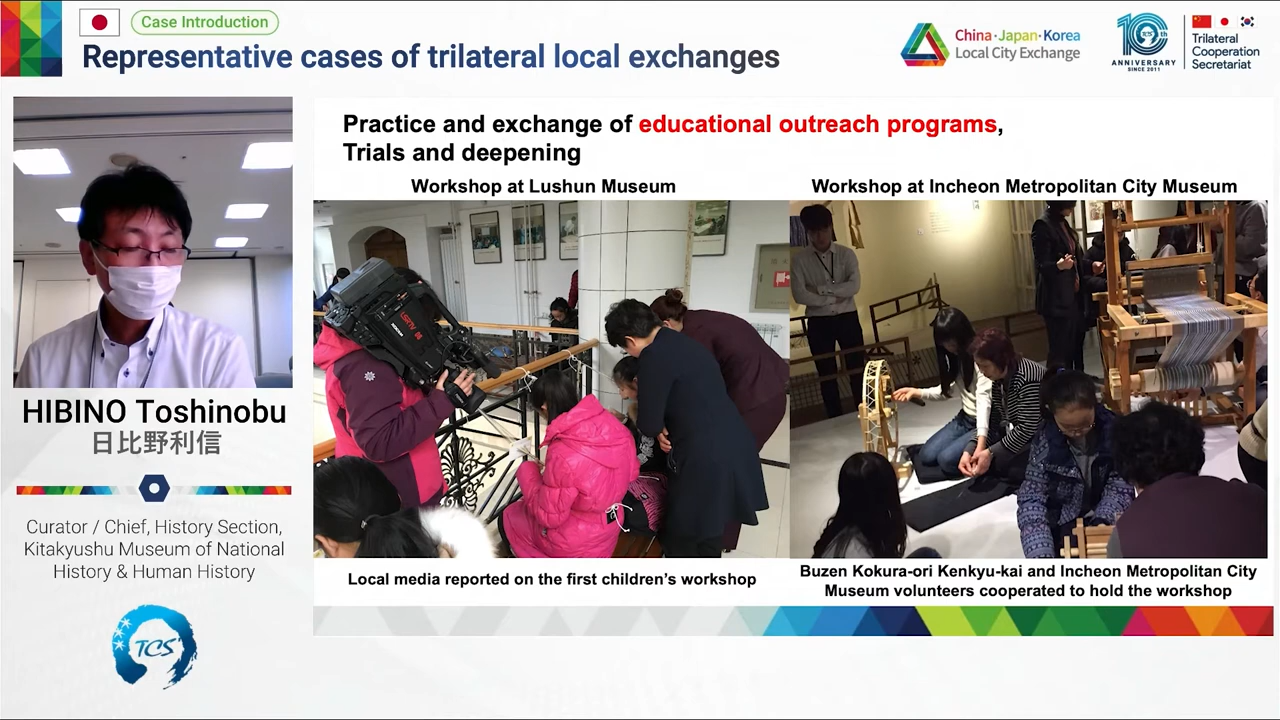 Case Introduction
Representative cases of trilateral local exchanges
China·Japan·Korea
Local City Exchange
10th
TCS
ANNIVERSARY
SINCE 2011
Trilateral
Cooperation
Secretariat
Practice and exchange of educational outreach programs,
Trials and deepening
Workshop at Lushun Museum
Workshop at Incheon Metropolitan City Museum
HIBINO Toshinobu
日比野利信
Curator / Chief, History Section,
Kitakyushu Museum of National
History & Human History
TCS
Local media reported on the first children's workshop
Buzen Kokura-ori Kenkyu-kai and Incheon Metropolitan City
Museum volunteers cooperated to hold the workshop